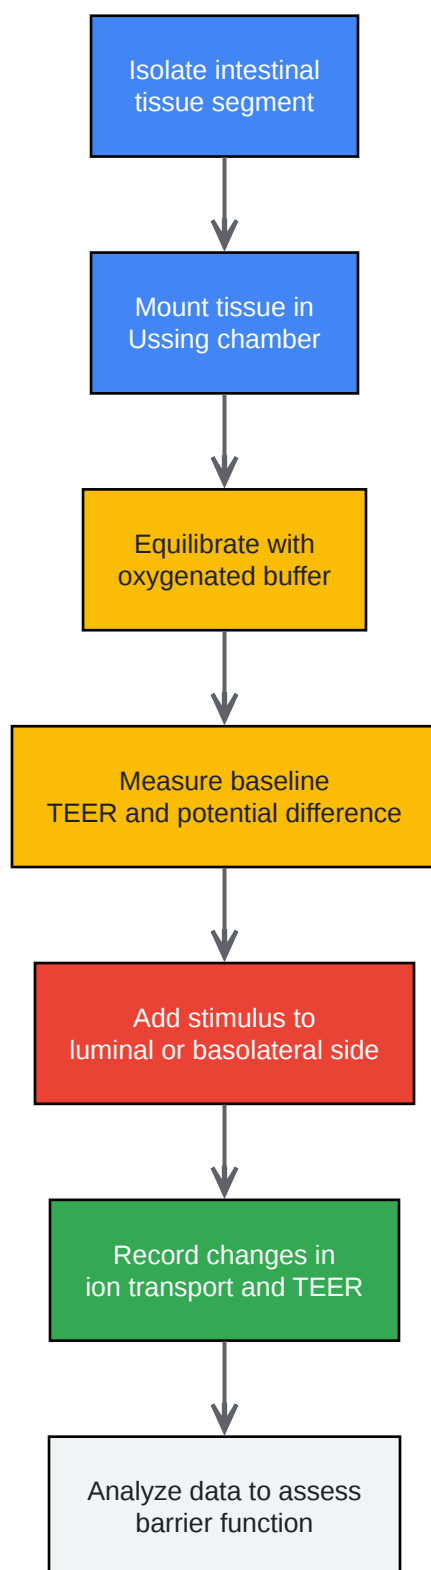 Isolate intestinal
tissue segment
Mount tissue in
Ussing chamber
Equilibrate with
oxygenated buffer
Measure baseline
TEER and potential difference
Add stimulus to
luminal or basolateral side
Record changes in
ion transport and TEER
Analyze data to assess
barrier function